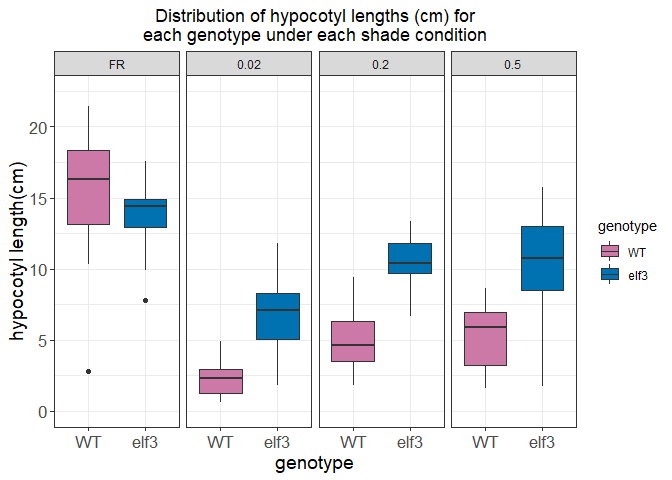 Distribution of hypocotyl lengths (cm) for
each genotype under each shade condition
FR 0.02 0.2 0.5
hypocotyl length(cm)
20
15
10
5
0
WT elf3 WT elf3 WT elf3 WT elf3
genotype
genotype
WT
elf3